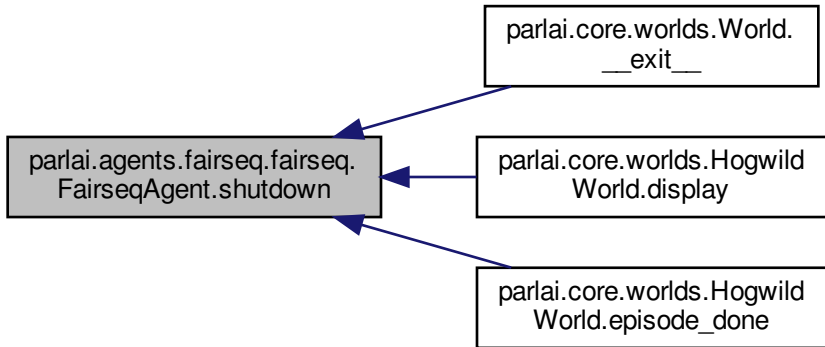 parlai.core.worlds.World.
__exit__
parlai.agents.fairseq.fairseq.
FairseqAgent.shutdown
parlai.core.worlds.Hogwild
World.display
parlai.core.worlds.Hogwild
World.episode_done